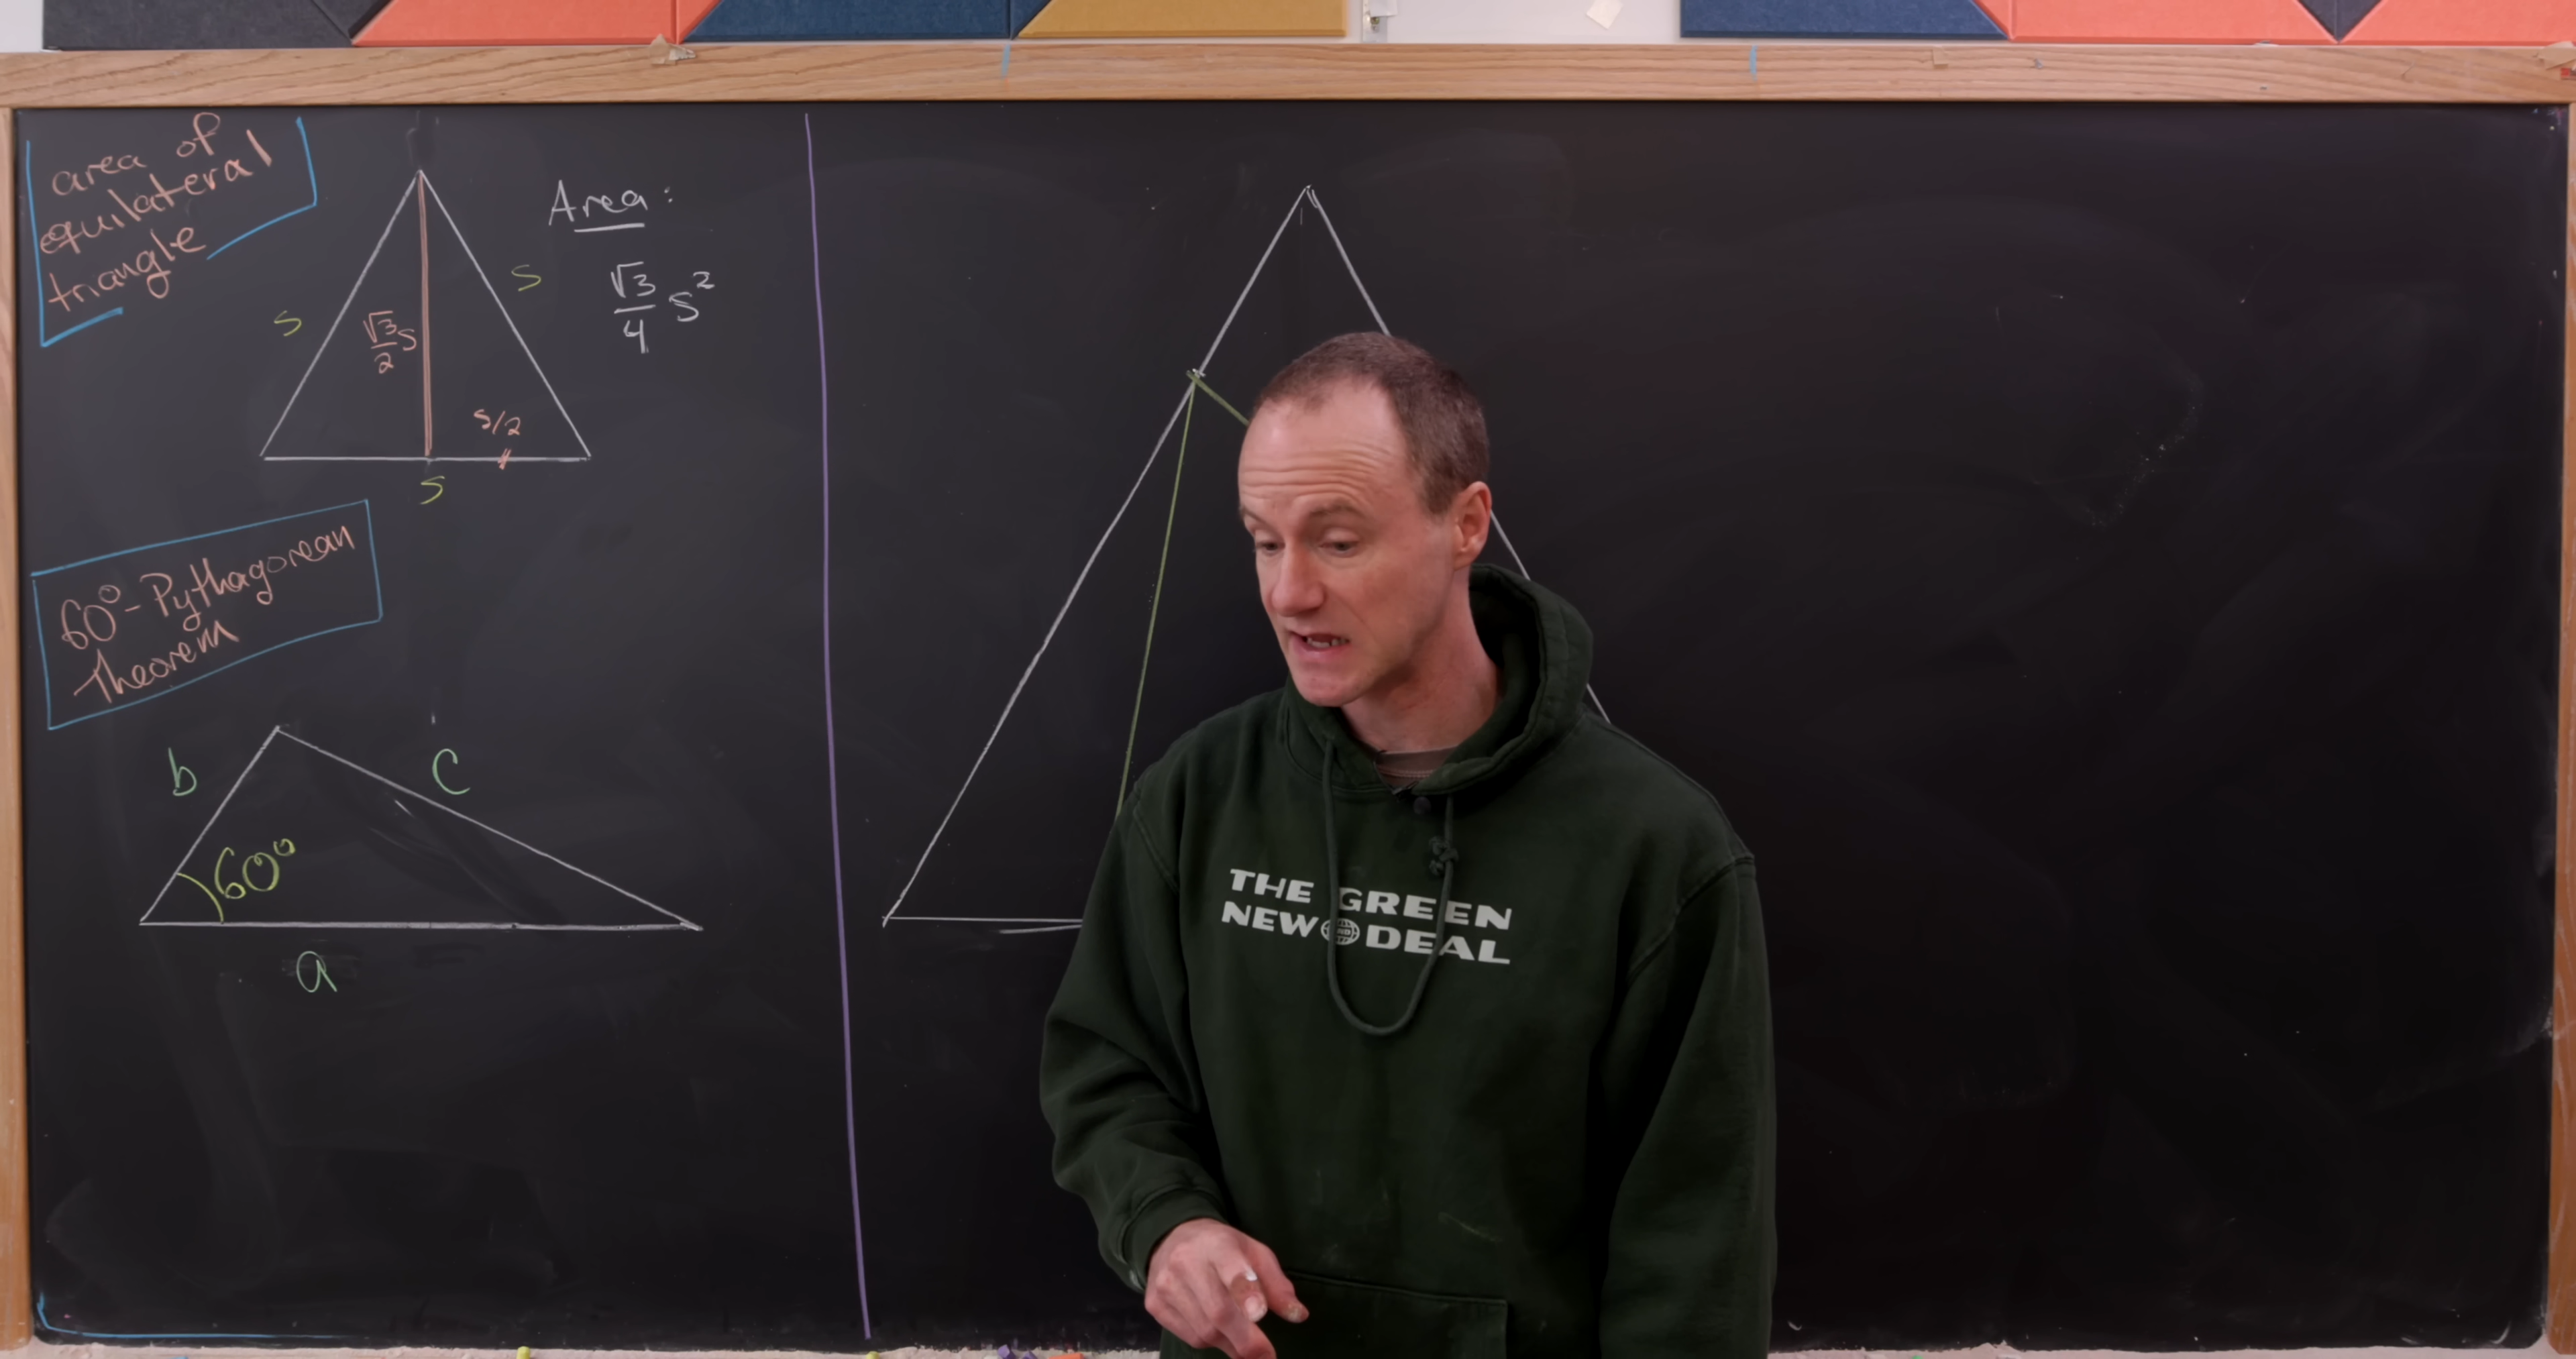 area of
equilateral
triangle
Area:
√3/4 s²
s
s
√3/2 s
s/2
s
60°-Pythagorean
Theorem
b
c
60°
a
THE GREEN
NEW DEAL